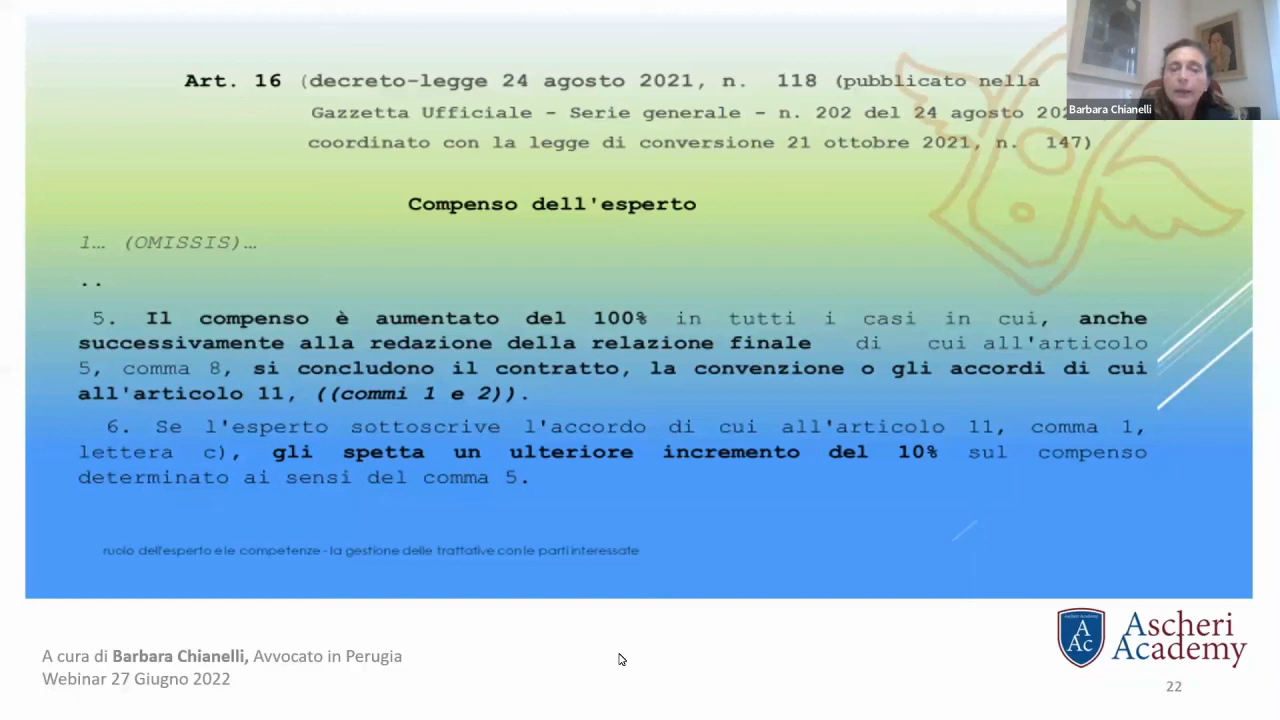 Art. 16 (decreto-legge 24 agosto 2021, n. 118 (pubblicato nella
Gazzetta Ufficiale - Serie generale - n. 202 del 24 agosto
coordinato con la legge di conversione 21 ottobre 2021, n. 147)
Barbara Chianelli
Compenso dell'esperto
1… (OMISSIS)…
..
5. Il compenso è aumentato del 100% in tutti i casi in cui, anche
successivamente alla redazione della relazione finale di cui all'articolo
5, comma 8, si concludono il contratto, la convenzione o gli accordi di cui
all'articolo 11, ((commi 1 e 2)).
6. Se l'esperto sottoscrive l'accordo di cui all'articolo 11, comma 1,
lettera c), gli spetta un ulteriore incremento del 10% sul compenso
determinato ai sensi del comma 5.
ruolo dell'esperto e le competenze - la gestione delle trattative con le parti interessate
A cura di Barbara Chianelli, Avvocato in Perugia
Webinar 27 Giugno 2022
A
Ac
Ascheri
Academy
22